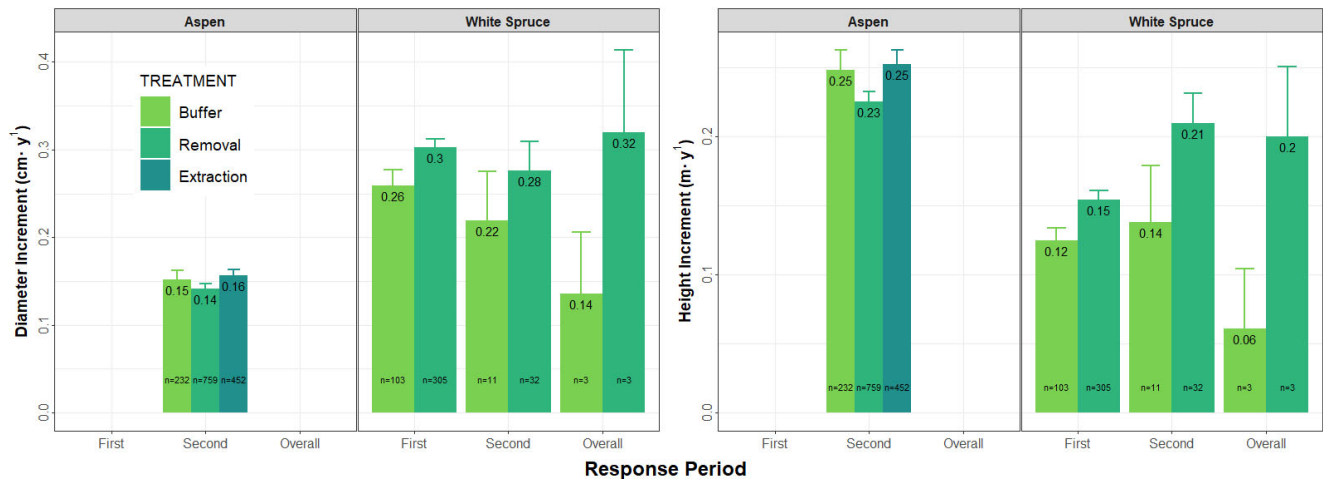 Aspen
White Spruce
Diameter Increment (cm· y¹)
0.4
0.3
0.2
0.1
0.0
TREATMENT
Buffer
Removal
Extraction
0.15
0.14
0.16
n=232 n=759 n=452
0.26
0.3
0.22
0.28
0.14
0.32
n=103 n=305 n=11 n=32 n=3 n=3
First Second Overall
First Second Overall
Aspen
White Spruce
Height Increment (m· y¹)
0.2
0.1
0.0
0.25
0.23
0.25
n=232 n=759 n=452
0.12
0.15
0.14
0.21
0.06
0.2
n=103 n=305 n=11 n=32 n=3 n=3
First Second Overall
First Second Overall
Response Period